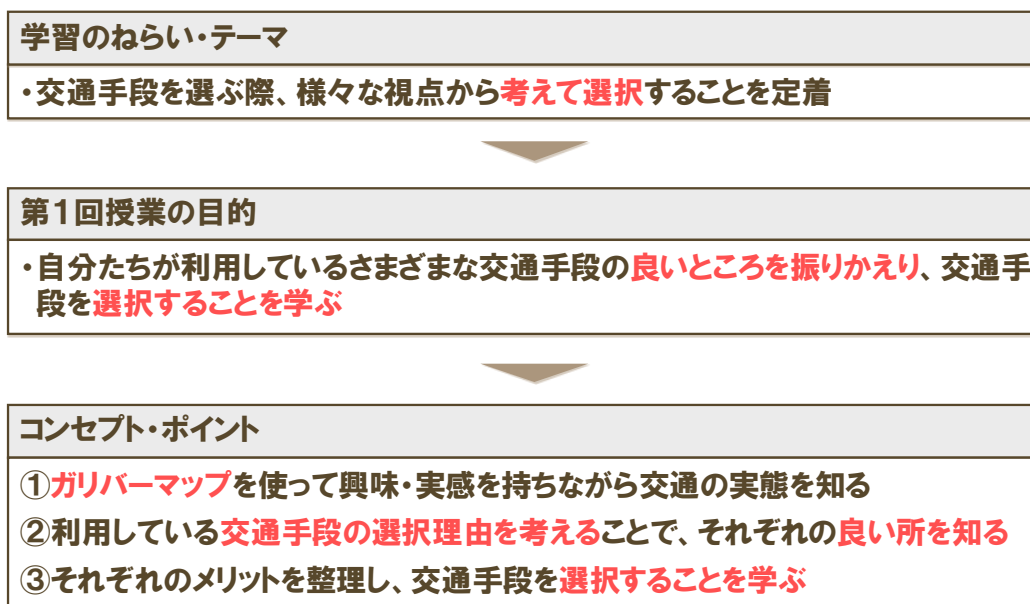 学習のねらい・テーマ
・交通手段を選ぶ際、様々な視点から考えて選択することを定着
第1回授業の目的
・自分たちが利用しているさまざまな交通手段の良いところを振りかえり、交通手
段を選択することを学ぶ
コンセプト・ポイント
①ガリバーマップを使って興味・実感を持ちながら交通の実態を知る
②利用している交通手段の選択理由を考えることで、それぞれの良い所を知る
③それぞれのメリットを整理し、交通手段を選択することを学ぶ